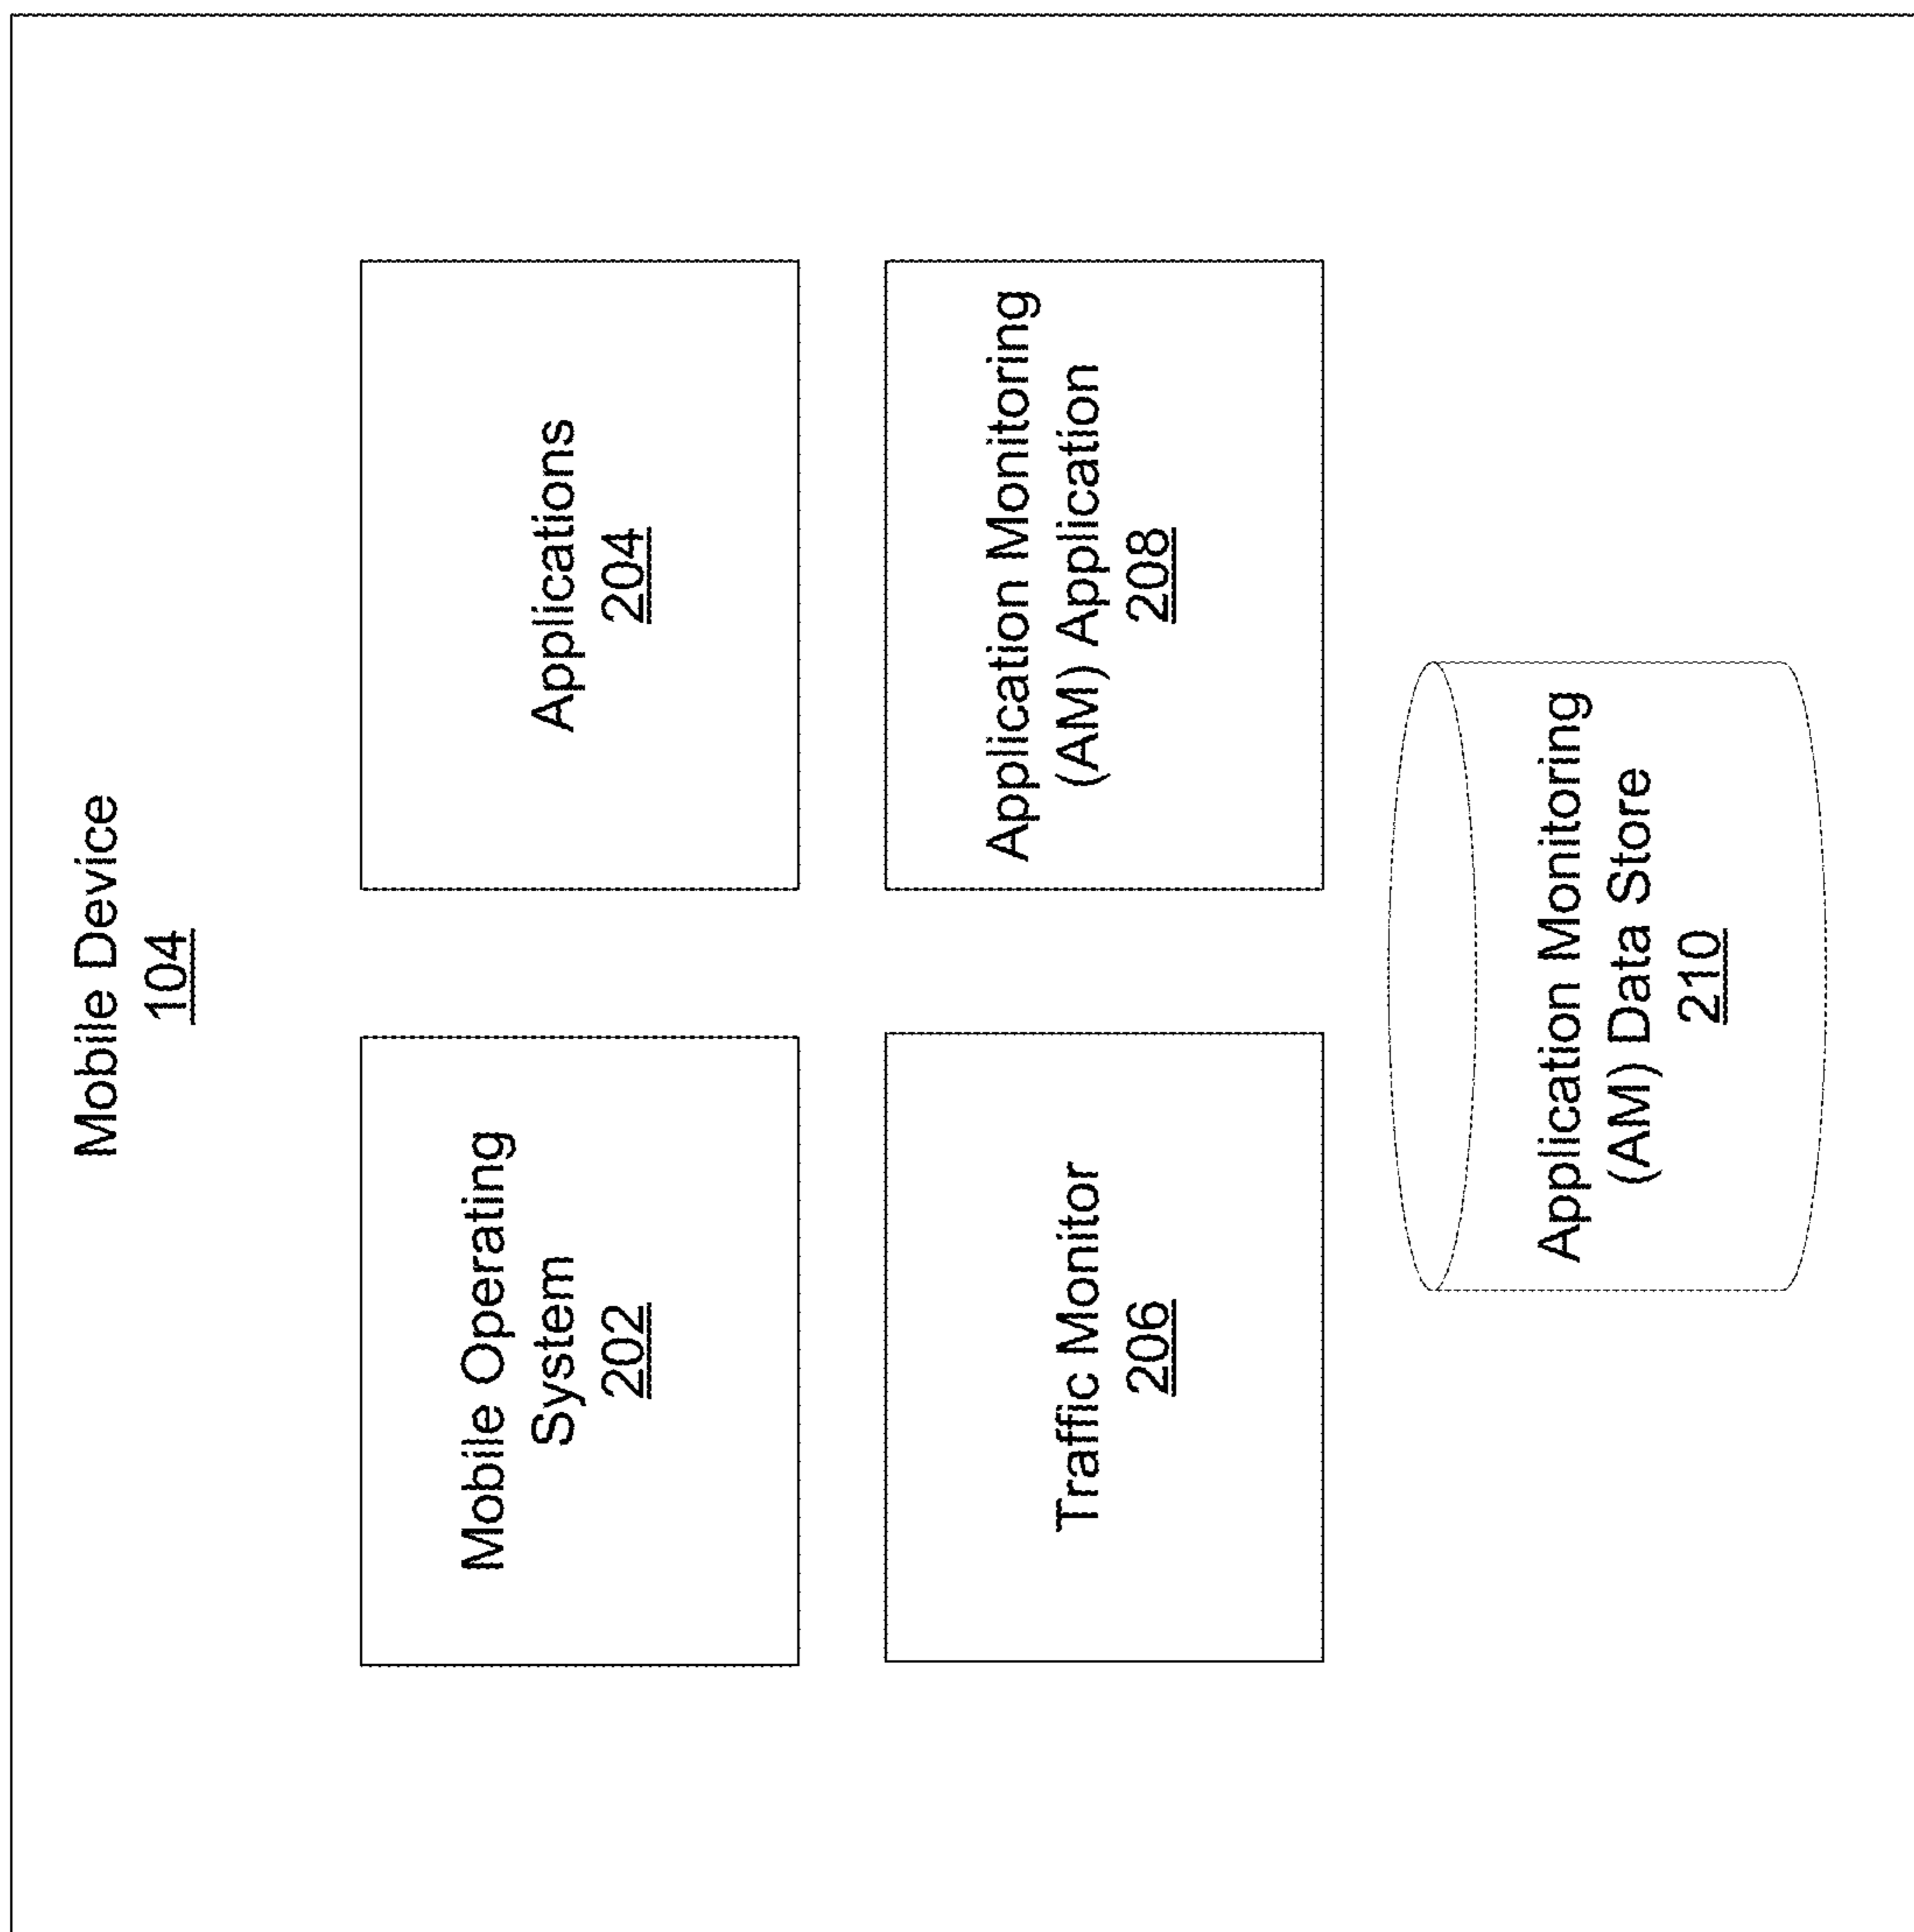 Mobile Device
104
Mobile Operating
System
202
Applications
204
Traffic Monitor
206
Application Monitoring
(AM) Application
208
Application Monitoring
(AM) Data Store
210